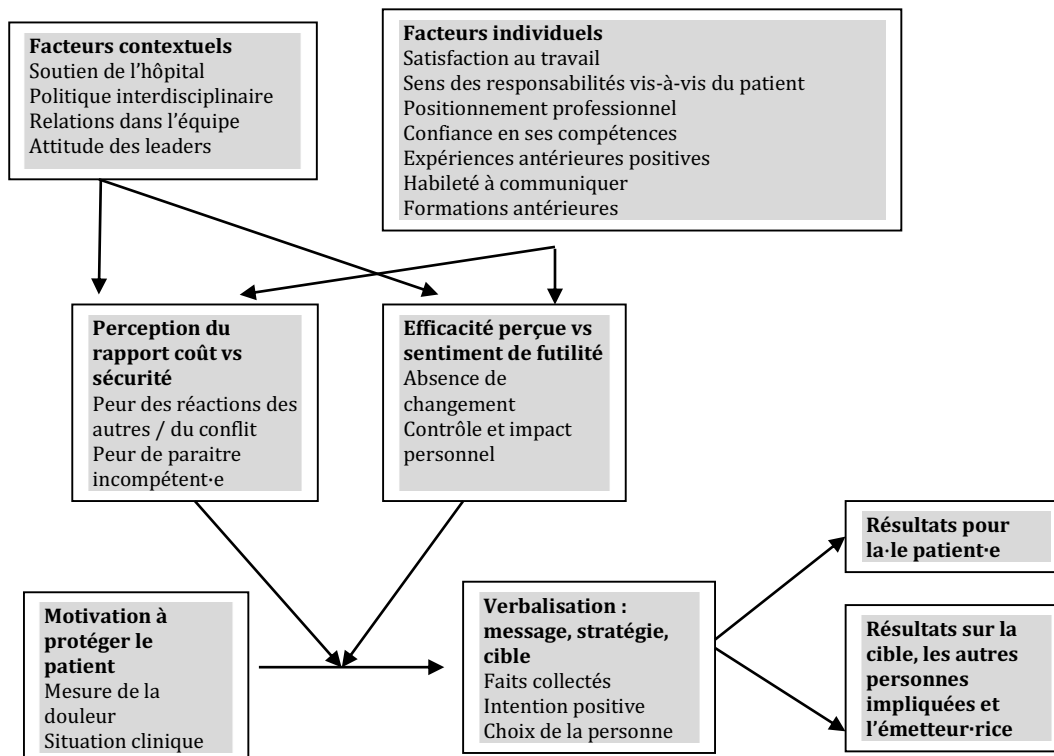 Facteurs contextuels
Soutien de l’hôpital
Politique interdisciplinaire
Relations dans l’équipe
Attitude des leaders
Facteurs individuels
Satisfaction au travail
Sens des responsabilités vis-à-vis du patient
Positionnement professionnel
Confiance en ses compétences
Expériences antérieures positives
Habileté à communiquer
Formations antérieures
Perception du
rapport coût vs
sécurité
Peur des réactions des
autres / du conflit
Peur de paraitre
incompétent·e
Efficacité perçue vs
sentiment de futilité
Absence de
changement
Contrôle et impact
personnel
Motivation à
protéger le
patient
Mesure de la
douleur
Situation clinique
Verbalisation :
message, stratégie,
cible
Faits collectés
Intention positive
Choix de la personne
Résultats pour
la·le patient·e
Résultats sur la
cible, les autres
personnes
impliquées et
l’émetteur·rice